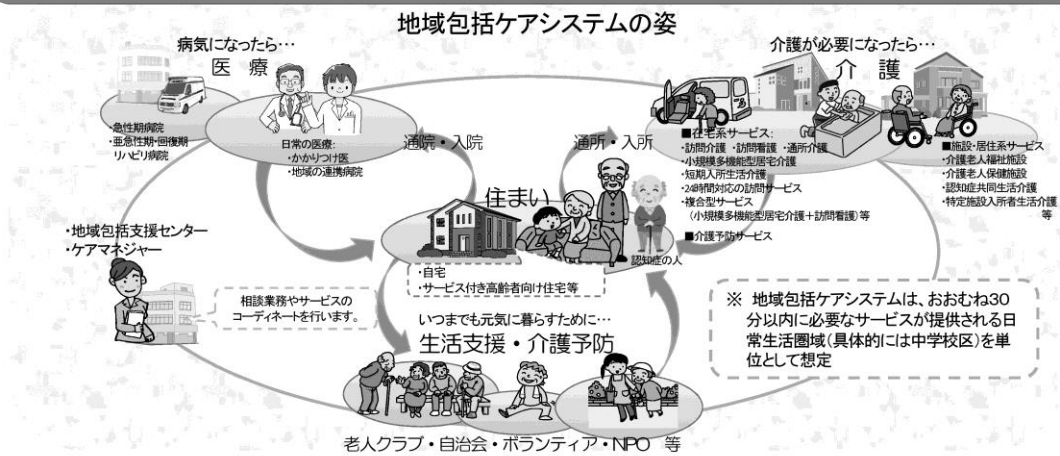 地域包括ケアシステムの姿
病気になったら…
医 療
・急性期病院
・亜急性期・回復期
リハビリ病院
日常の医療：
・かかりつけ医
・地域の連携病院
通院・入院
介護が必要になったら…
介 護
通所・入所
■在宅系サービス：
・訪問介護 ・訪問看護 ・通所介護
・小規模多機能型居宅介護
・短期入所生活介護
・24時間対応の訪問サービス
・複合型サービス
（小規模多機能型居宅介護＋訪問看護）等
■介護予防サービス
■施設・居住系サービス
・介護老人福祉施設
・介護老人保健施設
・認知症共同生活介護
・特定施設入所者生活介護
等
住まい
認知症の人
・自宅
・サービス付き高齢者向け住宅等
・地域包括支援センター
・ケアマネジャー
相談業務やサービスの
コーディネートを行います。
いつまでも元気に暮らすために…
生活支援・介護予防
老人クラブ・自治会・ボランティア・NPO 等
※ 地域包括ケアシステムは、おおむね30
分以内に必要なサービスが提供される日
常生活圏域（具体的には中学校区）を単
位として想定